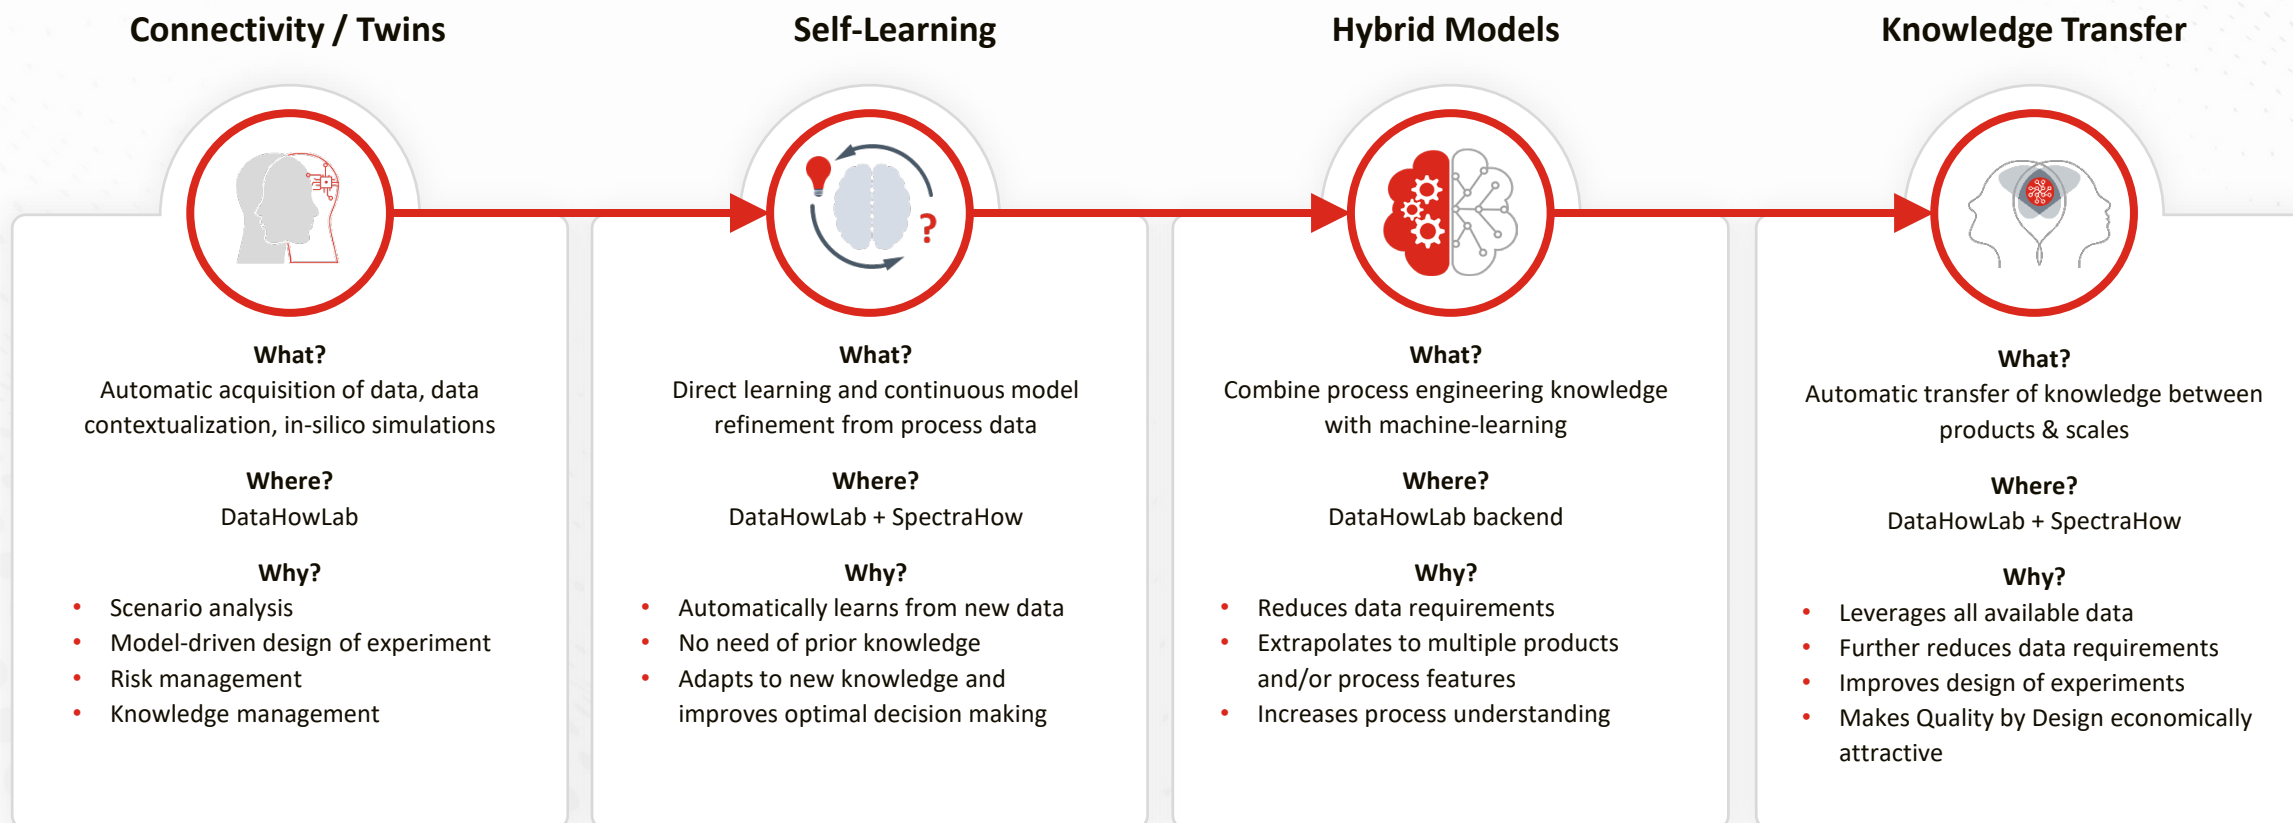 Connectivity / Twins
What?
Automatic acquisition of data, data
contextualization, in-silico simulations
Where?
DataHowLab
Why?
• Scenario analysis
• Model-driven design of experiment
• Risk management
• Knowledge management
Self-Learning
?
What?
Direct learning and continuous model
refinement from process data
Where?
DataHowLab + SpectraHow
Why?
• Automatically learns from new data
• No need of prior knowledge
• Adapts to new knowledge and
improves optimal decision making
Hybrid Models
What?
Combine process engineering knowledge
with machine-learning
Where?
DataHowLab backend
Why?
• Reduces data requirements
• Extrapolates to multiple products
and/or process features
• Increases process understanding
Knowledge Transfer
What?
Automatic transfer of knowledge between
products & scales
Where?
DataHowLab + SpectraHow
Why?
• Leverages all available data
• Further reduces data requirements
• Improves design of experiments
• Makes Quality by Design economically
attractive